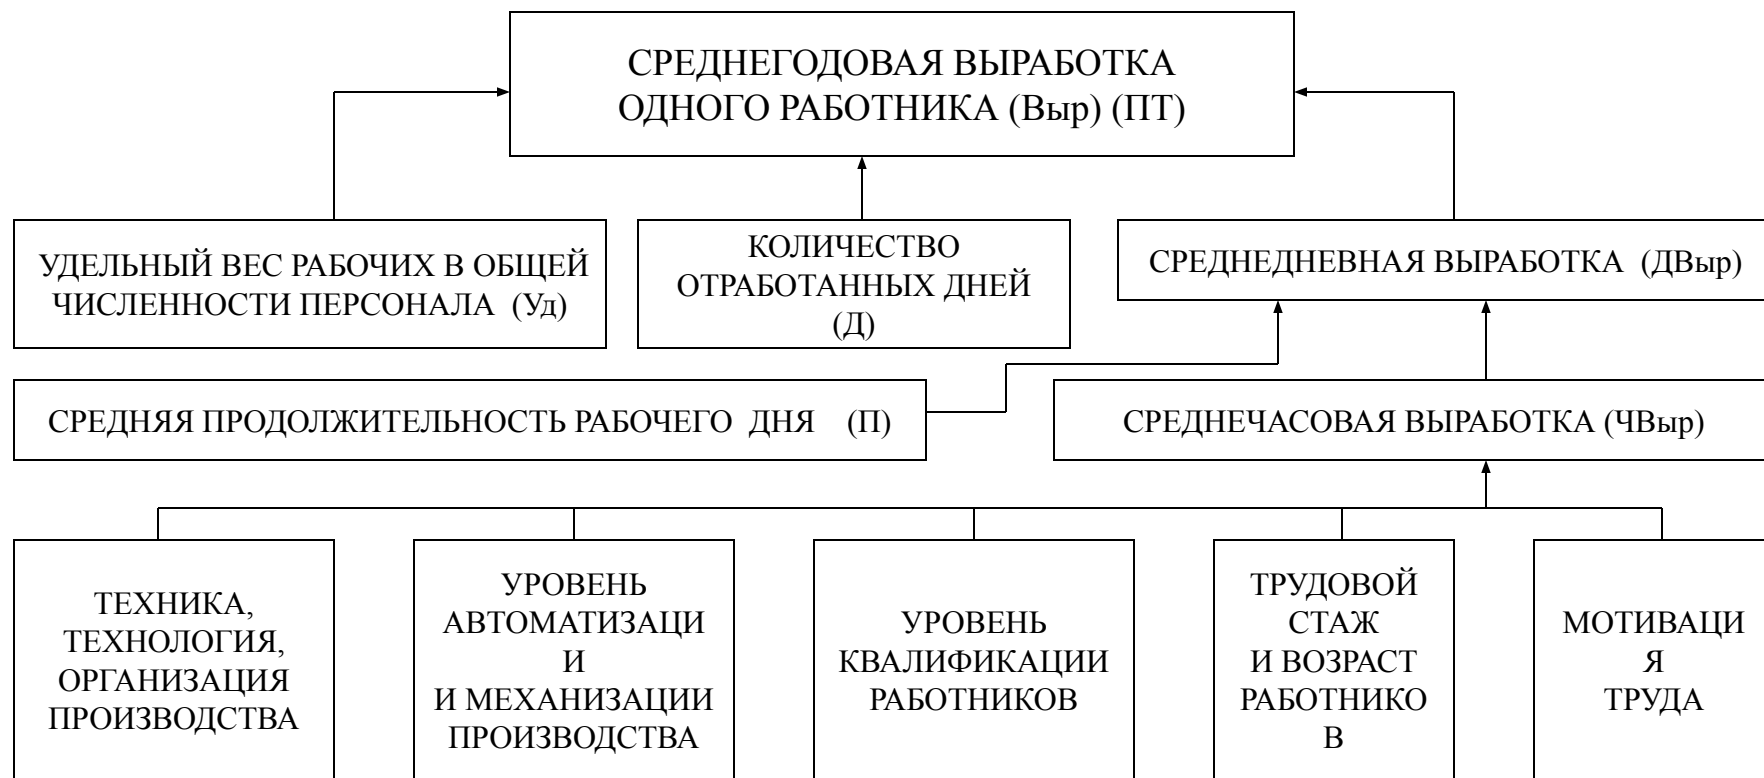 СРЕДНЕГОДОВАЯ ВЫРАБОТКА
ОДНОГО РАБОТНИКА (Выр) (ПТ)
УДЕЛЬНЫЙ ВЕС РАБОЧИХ В ОБЩЕЙ
ЧИСЛЕННОСТИ ПЕРСОНАЛА (Уд)
КОЛИЧЕСТВО
ОТРАБОТАННЫХ ДНЕЙ
(Д)
СРЕДНЕДНЕВНАЯ ВЫРАБОТКА (ДВыр)
СРЕДНЯЯ ПРОДОЛЖИТЕЛЬНОСТЬ РАБОЧЕГО ДНЯ (П)
СРЕДНЕЧАСОВАЯ ВЫРАБОТКА (ЧВыр)
ТЕХНИКА,
ТЕХНОЛОГИЯ,
ОРГАНИЗАЦИЯ
ПРОИЗВОДСТВА
УРОВЕНЬ
АВТОМАТИЗАЦИ
И
И МЕХАНИЗАЦИИ
ПРОИЗВОДСТВА
УРОВЕНЬ
КВАЛИФИКАЦИИ
РАБОТНИКОВ
ТРУДОВОЙ
СТАЖ
И ВОЗРАСТ
РАБОТНИКО
В
МОТИВАЦИ
Я
ТРУДА